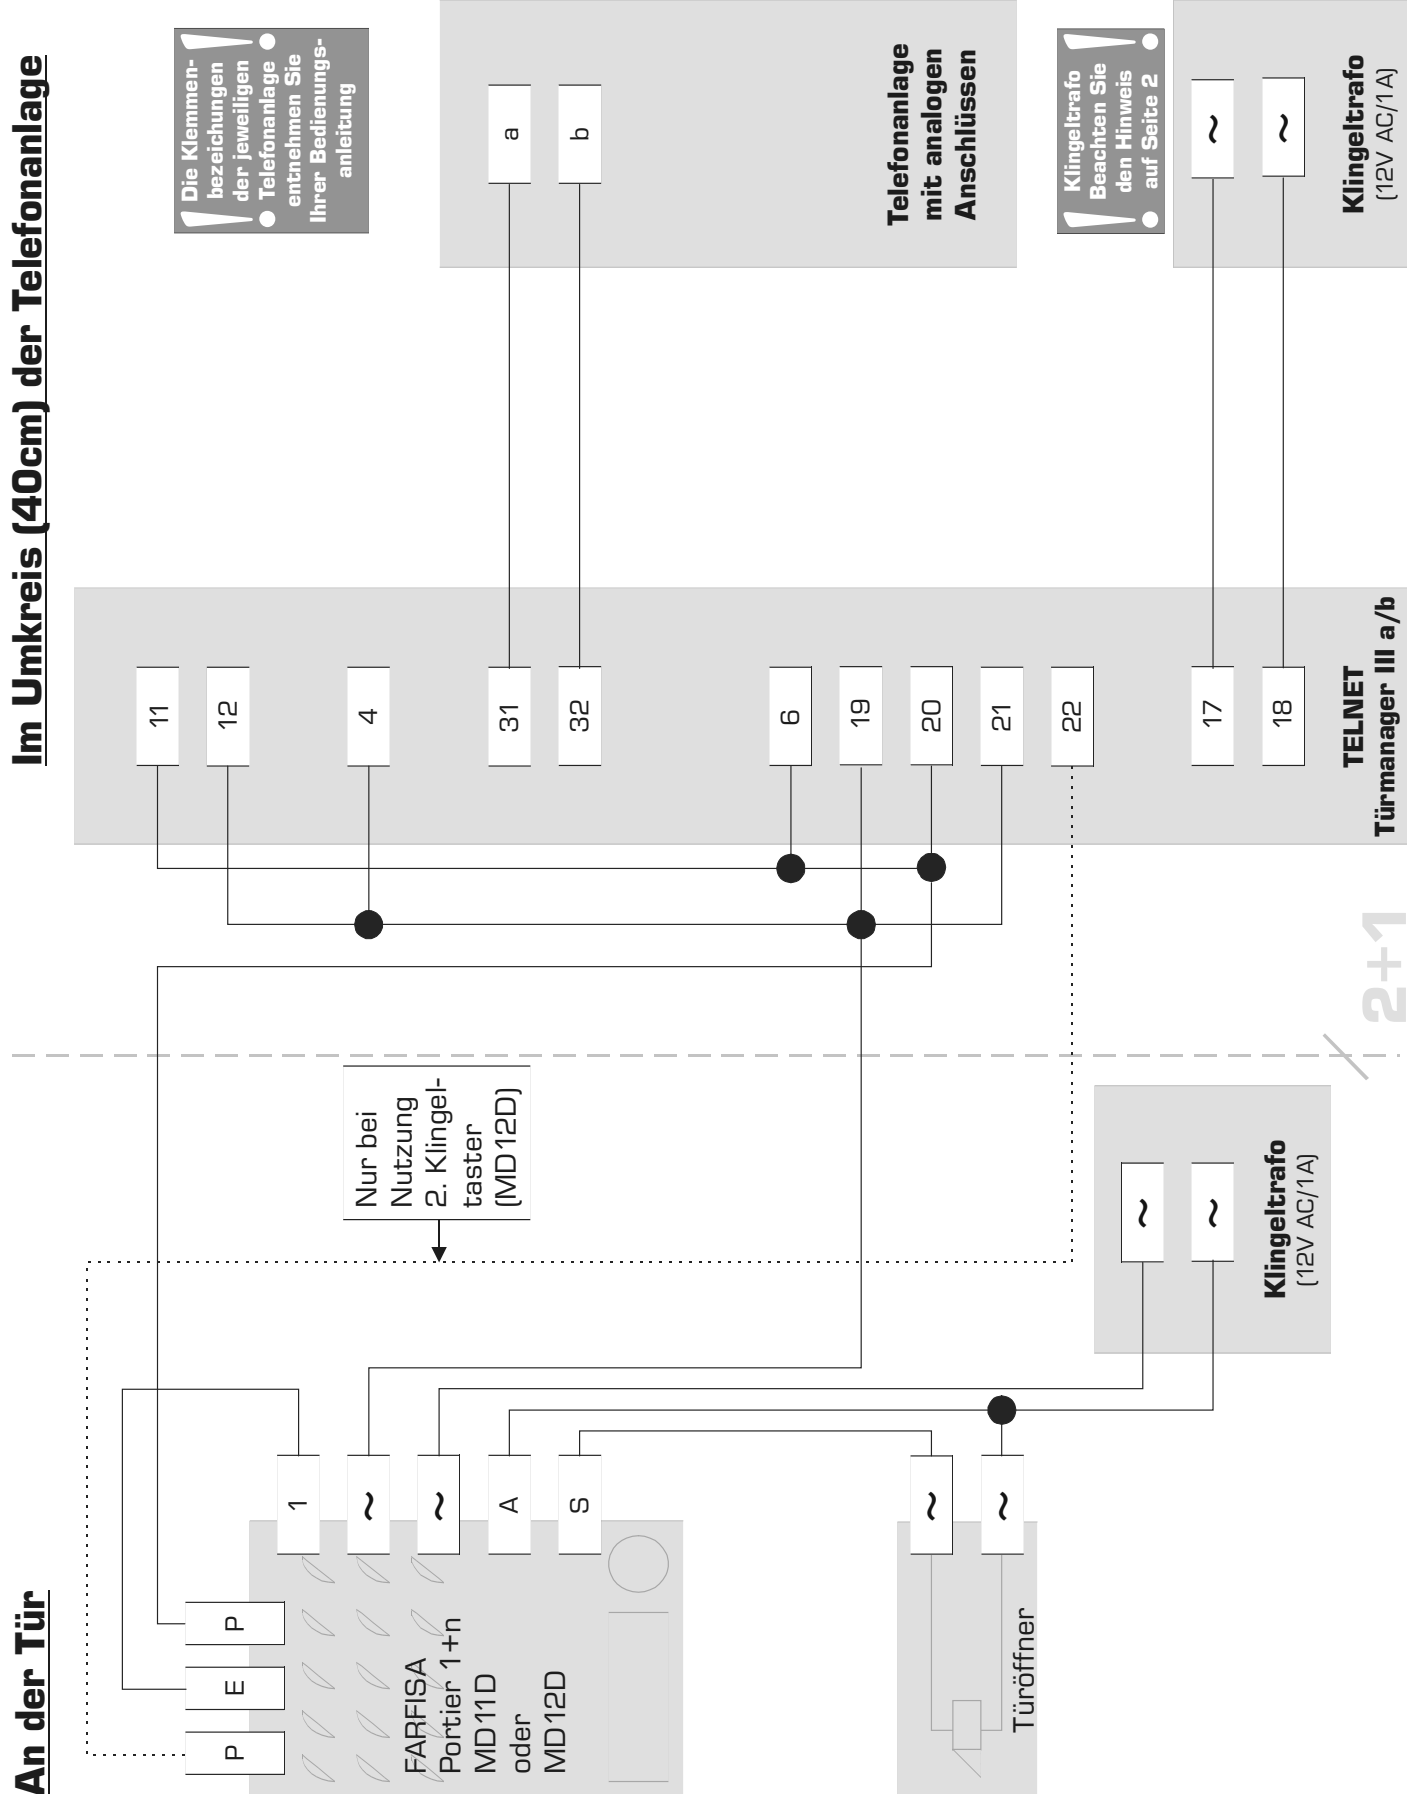 An der Tür
Im Umkreis (40cm) der Telefonanlage
P
E
P
1
~
~
A
S
FARFISA
Portier 1+n
MD11D
oder
MD12D
~
~
Türöffner
Nur bei
Nutzung
2. Klingel-
taster
(MD12D)
~
~
Klingeltrafo
(12V AC/1A)
2+1
11
12
4
31
32
6
19
20
21
22
17
18
TELNET
Türmanager III a/b
Die Klemmen-
bezeichungen
der jeweiligen
Telefonanlage
entnehmen Sie
Ihrer Bedienungs-
anleitung
a
b
Telefonanlage
mit analogen
Anschlüssen
Klingeltrafo
Beachten Sie
den Hinweis
auf Seite 2
~
~
Klingeltrafo
(12V AC/1A)